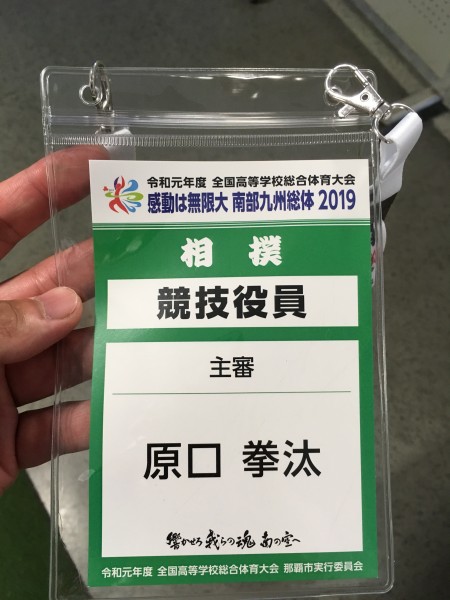 令和元年度 全国高等学校総合体育大会
感動は無限大 南部九州総体 2019
相撲
競技役員
主審
原口 拳汰
響かせろ 我らの魂 南の空へ
令和元年度 全国高等学校総合体育大会 那覇市実行委員会